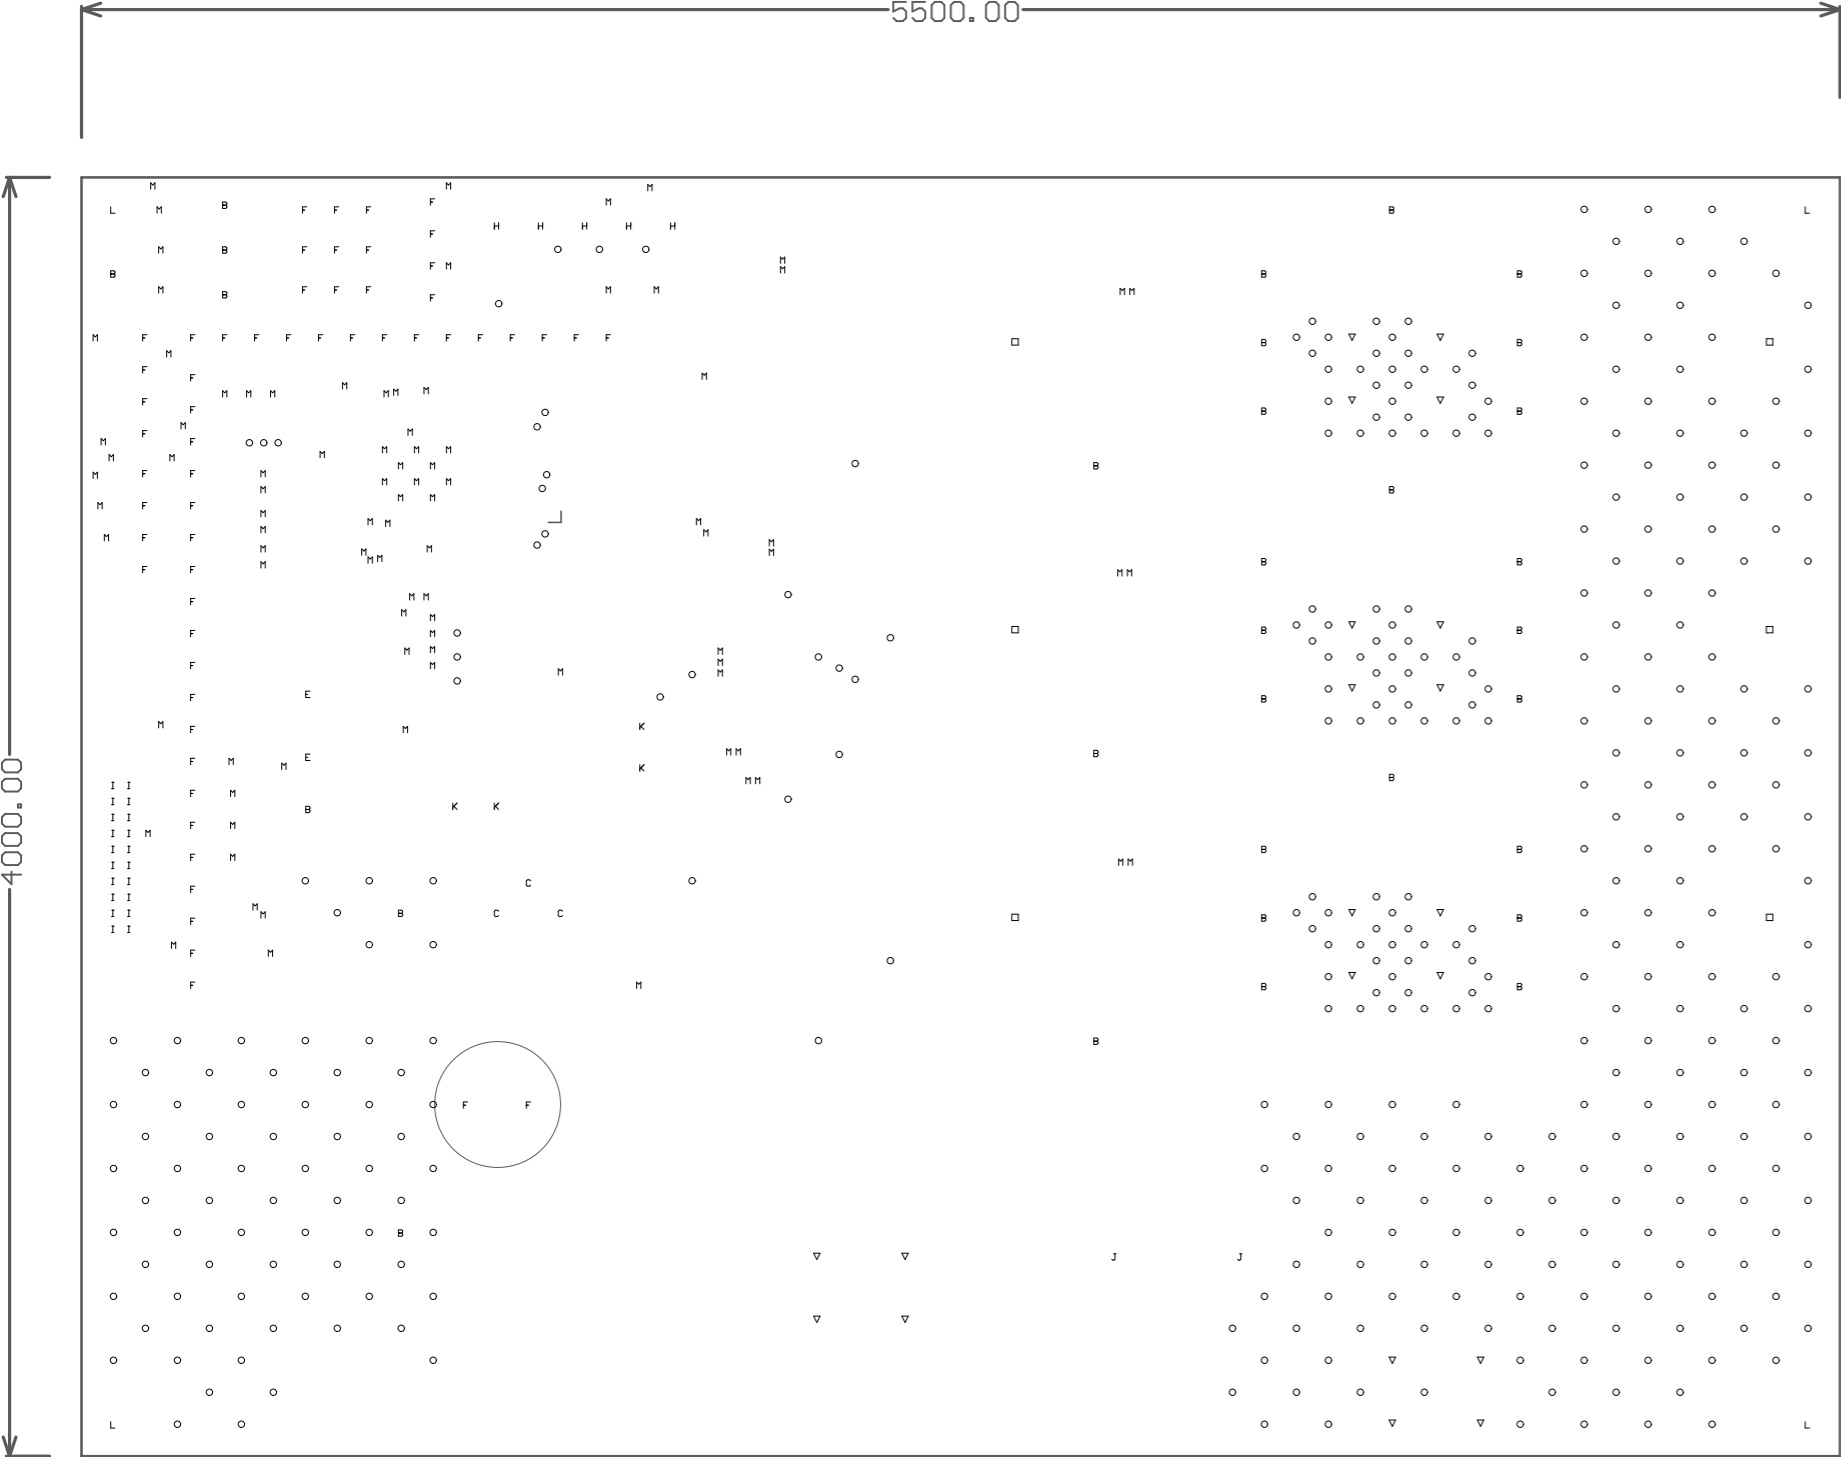 5500.00
M M M
F M
L M B F F F B L
H H H H H
F
M B F F F
M
F M M
B B B
M B F F F F M M M M
M F F F F F F F F F F F F F F F B B
M
F
F M
M
M M M M M M
F
F B B
M
F M
M F
M M M
M M M
M M B
M F F M
M M M
M B
M M
M F F
M
M M M
M M
M F F
M
M M M M
M M
B B
M
F F M M
M M
F
M
M
F M B B
M M M
M
F M
M M
E
F B B
M F M K
M M B
E
F M M
K
B
M M
I I
F M
I I
K K
B
I I
F M
I I M
I I B B
F M M M
I I
I I C
F
I I
M
I I M B C C B B
F
I I
M
F M
F M B B
B
F F
B
J J
L L
4000.00